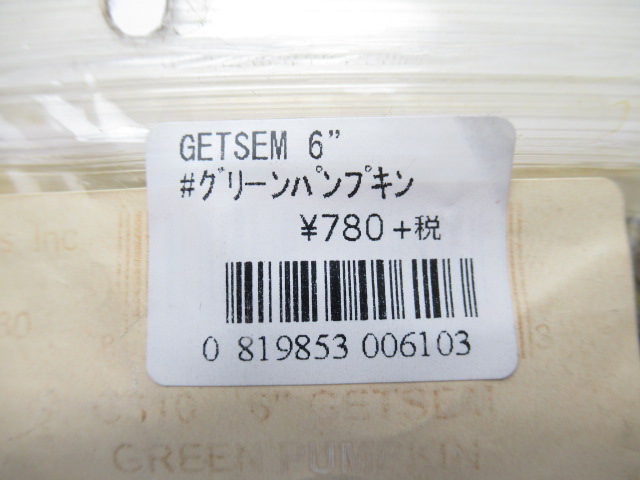 GETSEM 6"
#ｸﾞﾘｰﾝﾊﾟﾝﾌﾟｷﾝ
¥780+税
0 819853 006103
6" GETSEM
GREEN PUMPKIN